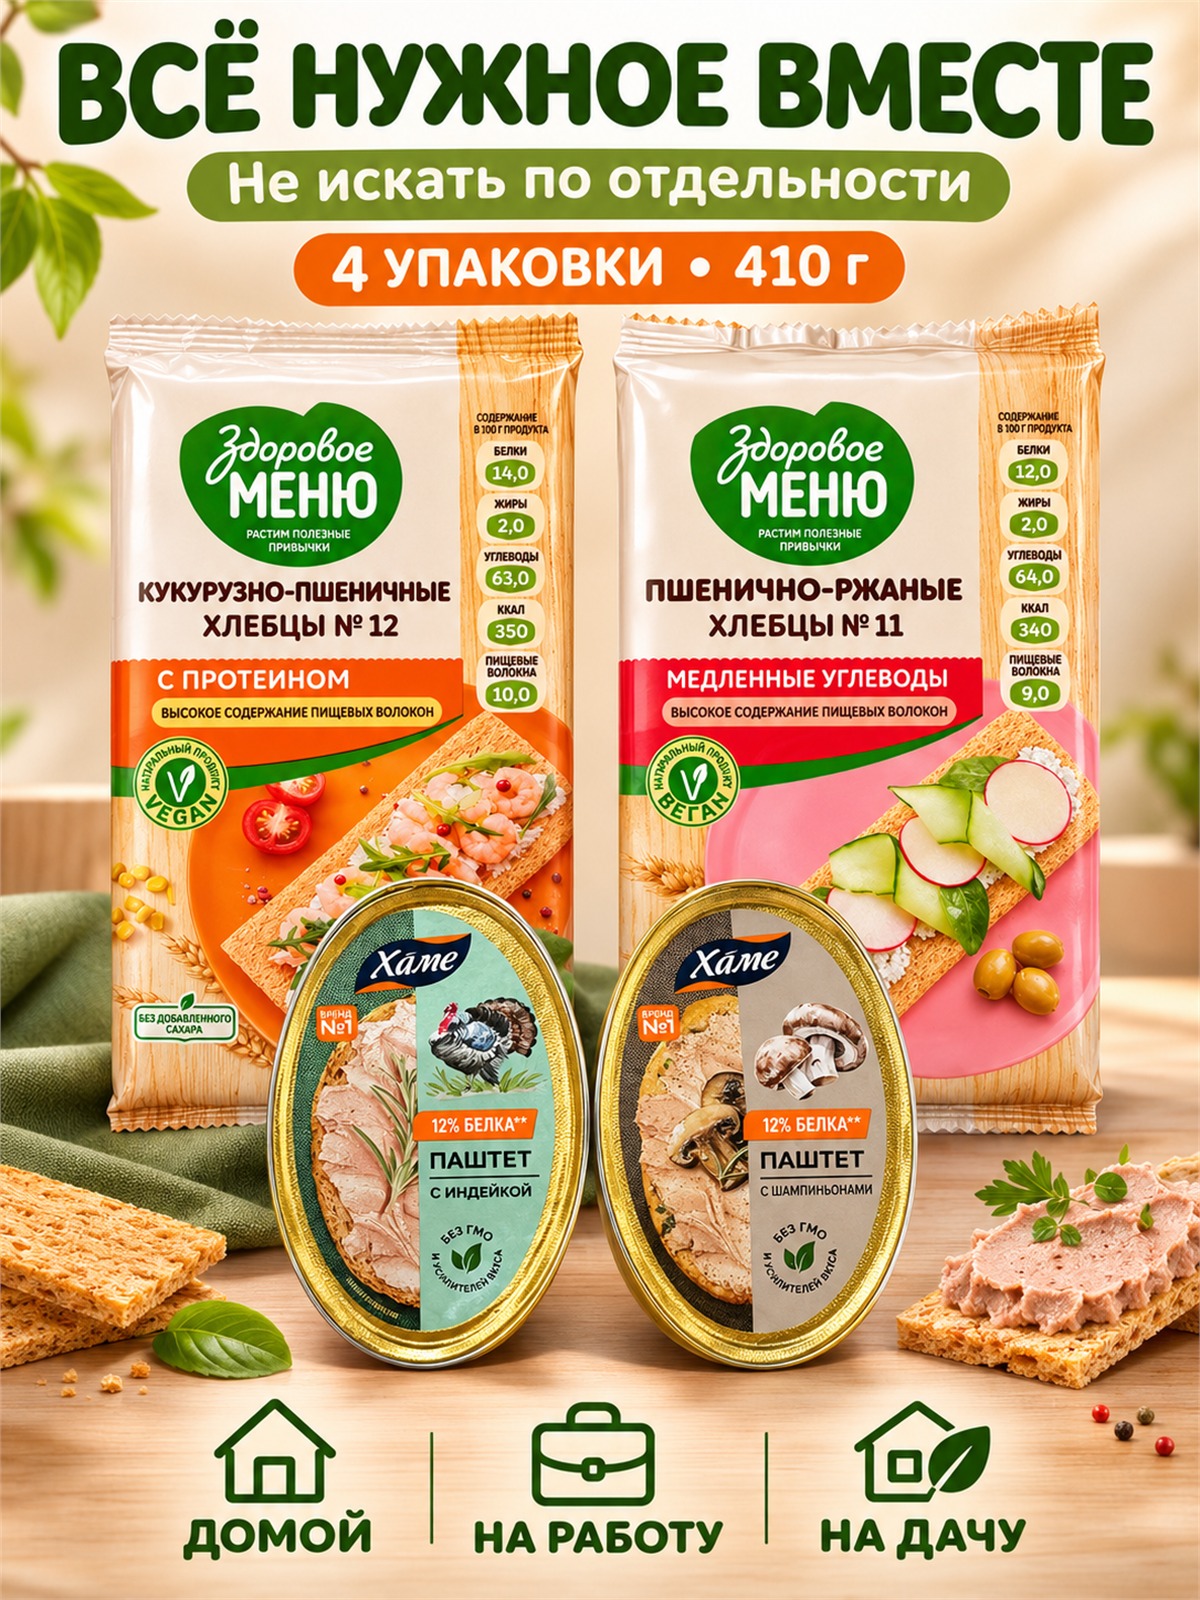 ВСЁ НУЖНОЕ ВМЕСТЕ
Не искать по отдельности
4 УПАКОВКИ • 410 г
Здоровое
МЕНЮ
РАСТИМ ПОЛЕЗНЫЕ
ПРИВЫЧКИ
КУКУРУЗНО-ПШЕНИЧНЫЕ
ХЛЕБЦЫ № 12
С ПРОТЕИНОМ
ВЫСОКОЕ СОДЕРЖАНИЕ ПИЩЕВЫХ ВОЛОКОН
НАТУРАЛЬНЫЙ ПРОДУКТ
VEGAN
БЕЗ ДОБАВЛЕННОГО
САХАРА
СОДЕРЖАНИЕ
В 100 Г ПРОДУКТА
БЕЛКИ
14,0
ЖИРЫ
2,0
УГЛЕВОДЫ
63,0
ККАЛ
350
ПИЩЕВЫЕ
ВОЛОКНА
10,0
Здоровое
МЕНЮ
РАСТИМ ПОЛЕЗНЫЕ
ПРИВЫЧКИ
ПШЕНИЧНО-РЖАНЫЕ
ХЛЕБЦЫ № 11
МЕДЛЕННЫЕ УГЛЕВОДЫ
ВЫСОКОЕ СОДЕРЖАНИЕ ПИЩЕВЫХ ВОЛОКОН
НАТУРАЛЬНЫЙ ПРОДУКТ
ВЕГАН
СОДЕРЖАНИЕ
В 100 Г ПРОДУКТА
БЕЛКИ
12,0
ЖИРЫ
2,0
УГЛЕВОДЫ
64,0
ККАЛ
340
ПИЩЕВЫЕ
ВОЛОКНА
9,0
Хáме
БРЕНД
№1
12% БЕЛКА**
ПАШТЕТ
С ИНДЕЙКОЙ
БЕЗ ГМО
И УСИЛИТЕЛЕЙ ВКУСА
Хáме
БРЕНД
№1
12% БЕЛКА**
ПАШТЕТ
С ШАМПИНЬОНАМИ
БЕЗ ГМО
И УСИЛИТЕЛЕЙ ВКУСА
ДОМОЙ
НА РАБОТУ
НА ДАЧУ